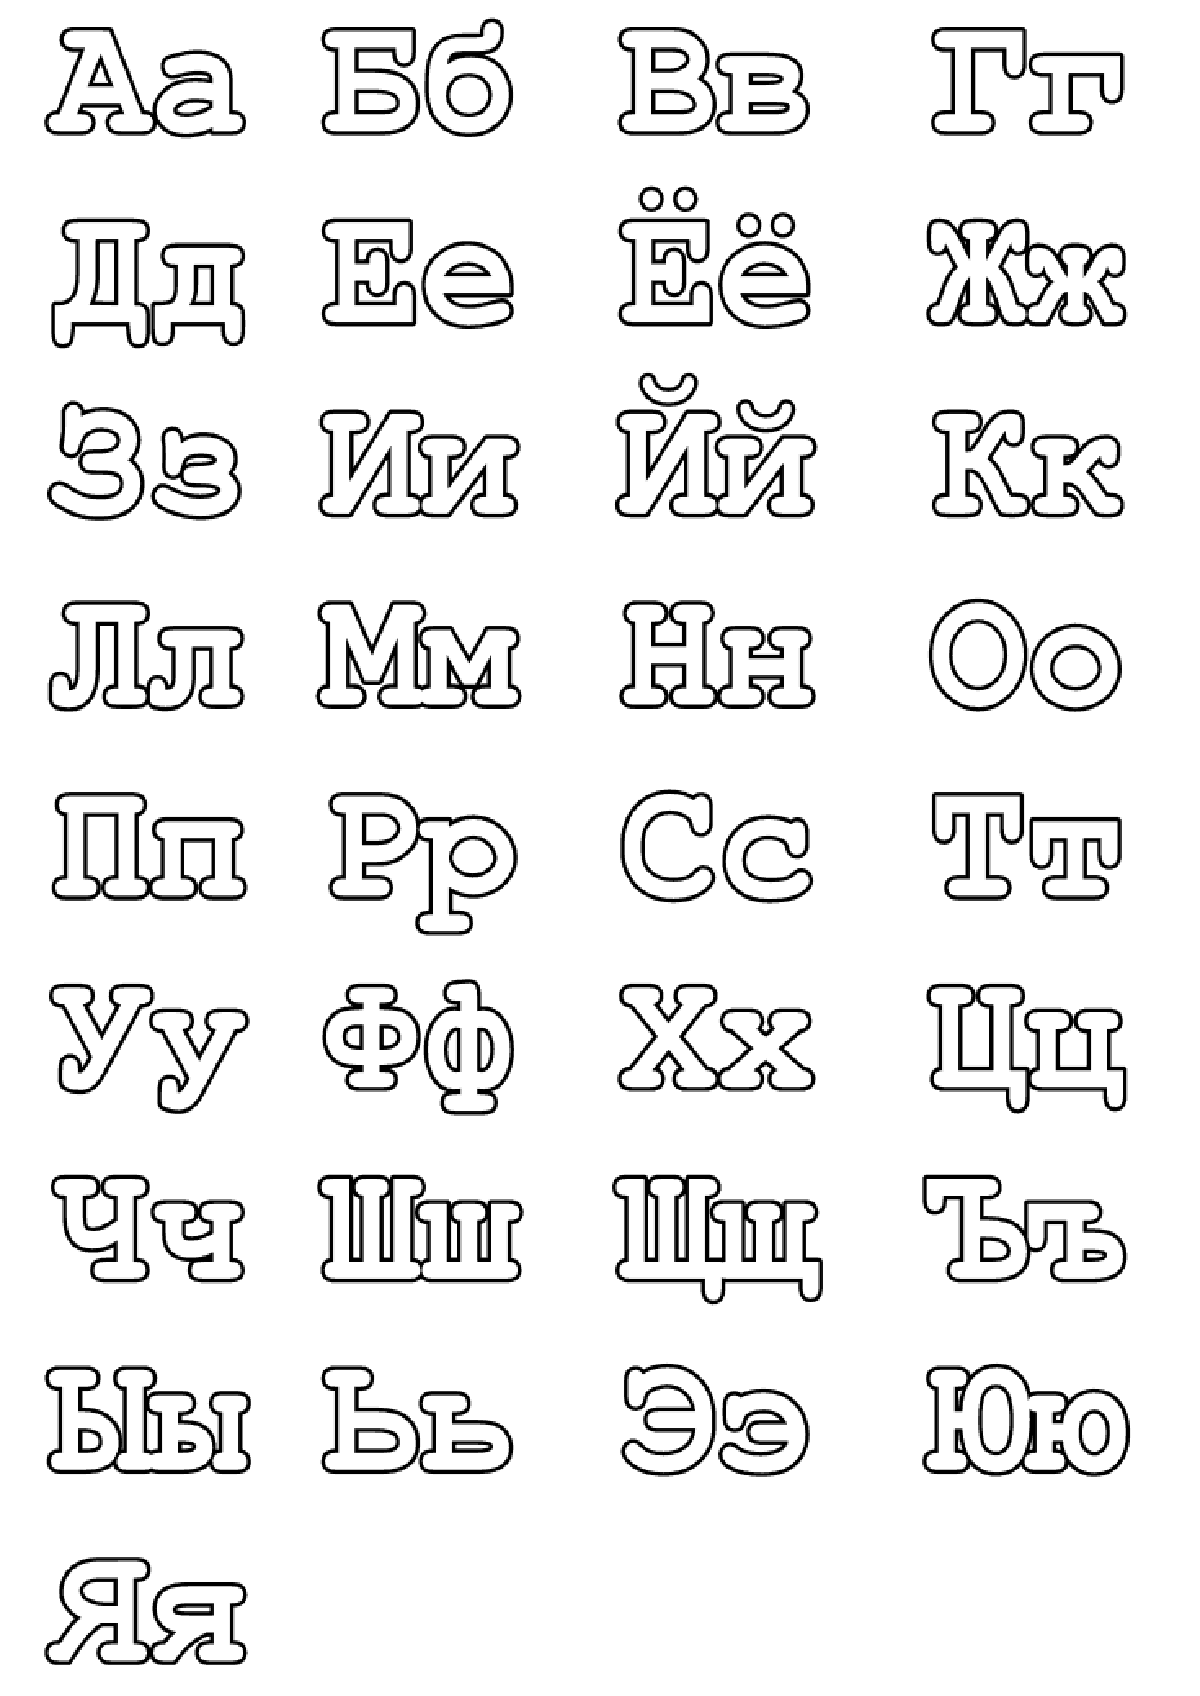 Аа Бб Вв Гг
Дд Ее Ёё Жж
Зз Ии Йй Кк
Лл Мм Нн Оо
Пп Рр Сс Тт
Уу Фф Хх Цц
Чч Шш Щщ Ъъ
Ыы Ьь Ээ Юю
Яя